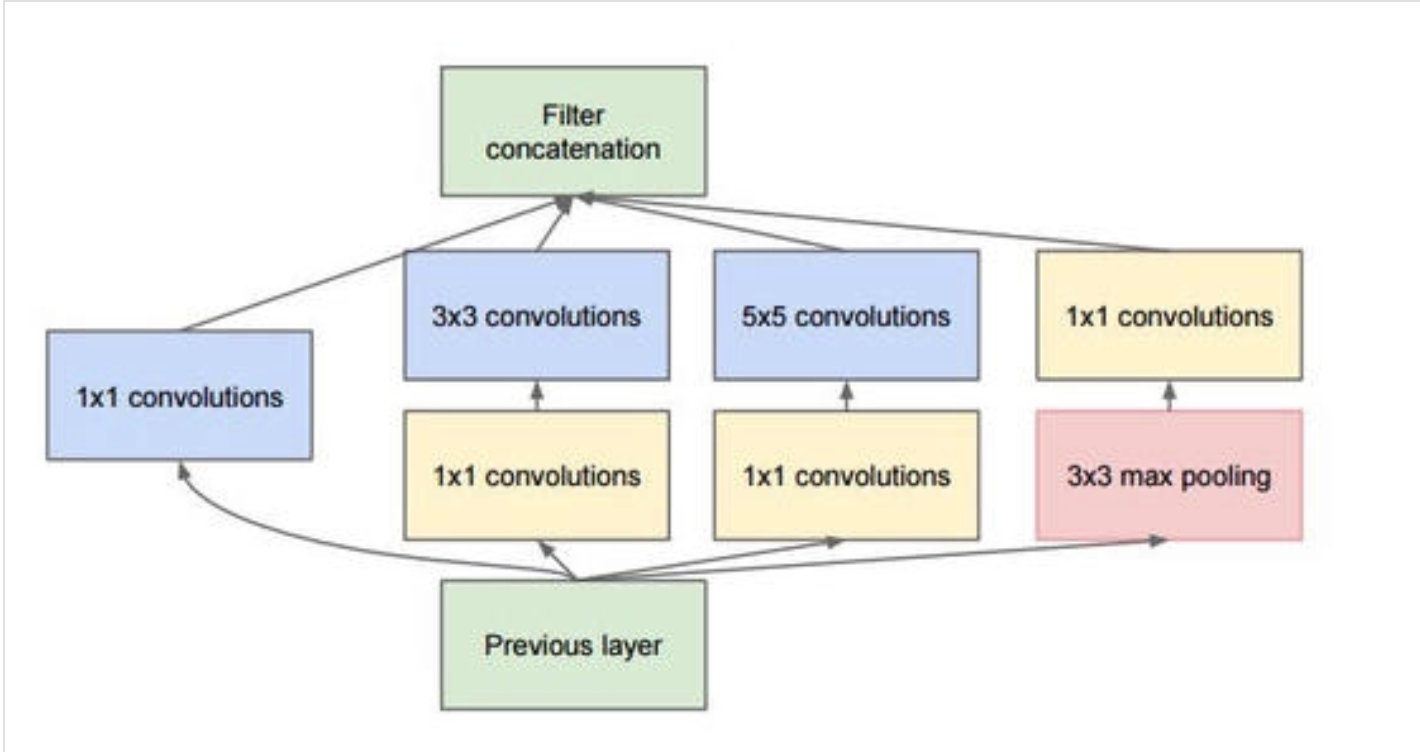 Filter
concatenation
3x3 convolutions
5x5 convolutions
1x1 convolutions
1x1 convolutions
1x1 convolutions
1x1 convolutions
3x3 max pooling
Previous layer